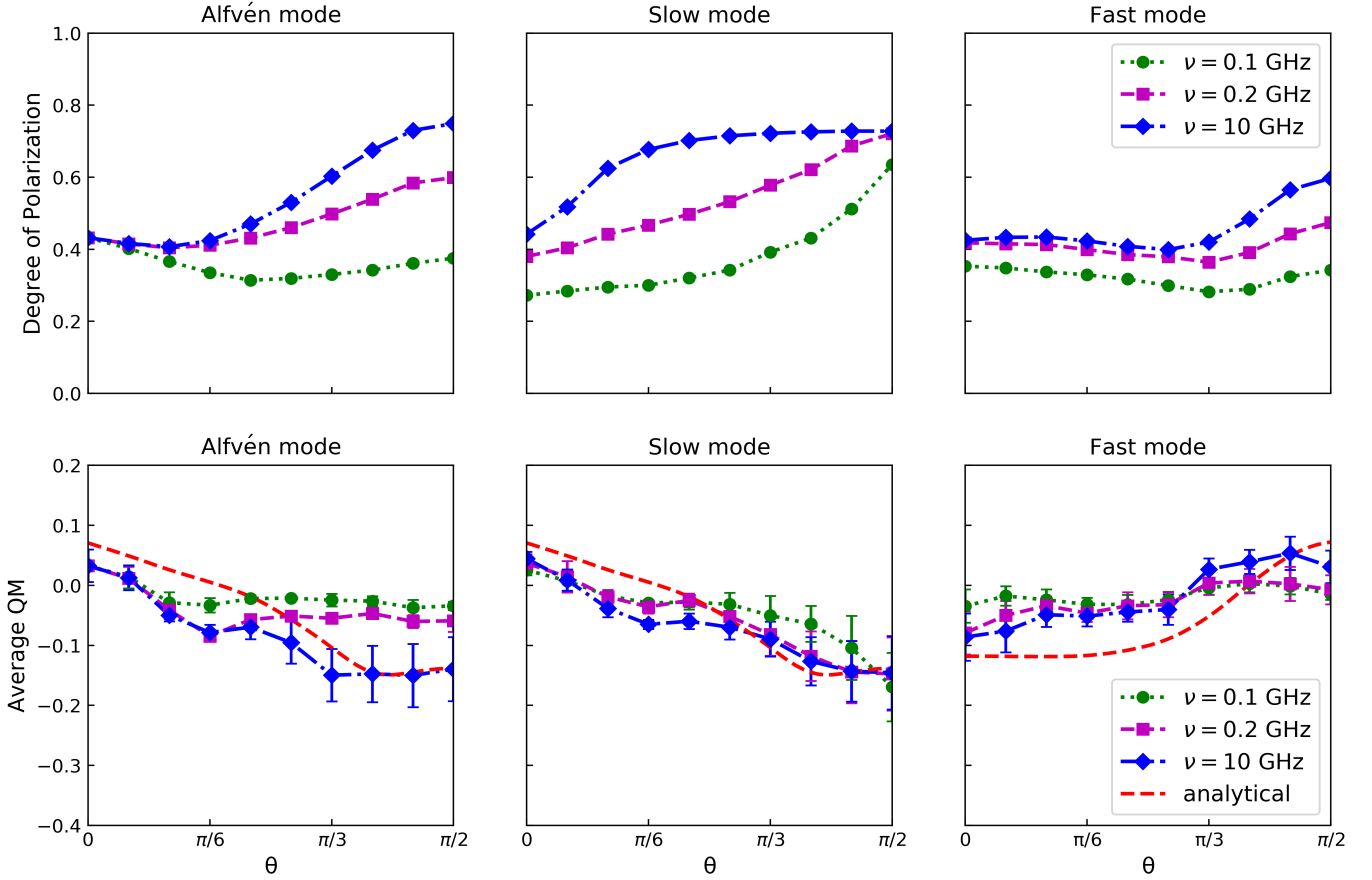 Alfvén mode
Slow mode
Fast mode
Degree of Polarization
1.0
0.8
0.6
0.4
0.2
0.0
ν = 0.1 GHz
ν = 0.2 GHz
ν = 10 GHz
Alfvén mode
Slow mode
Fast mode
Average QM
0.2
0.1
0.0
−0.1
−0.2
−0.3
−0.4
ν = 0.1 GHz
ν = 0.2 GHz
ν = 10 GHz
analytical
0 π/6 π/3 π/2
0 π/6 π/3 π/2
0 π/6 π/3 π/2
θ
θ
θ